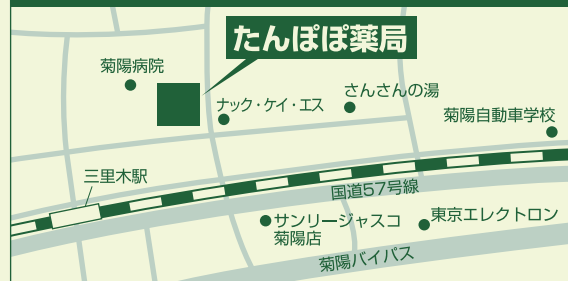 たんぽぽ薬局
菊陽病院
ナック・ケイ・エス
さんさんの湯
菊陽自動車学校
三里木駅
国道57号線
サンリージャスコ
菊陽店
東京エレクトロン
菊陽バイパス